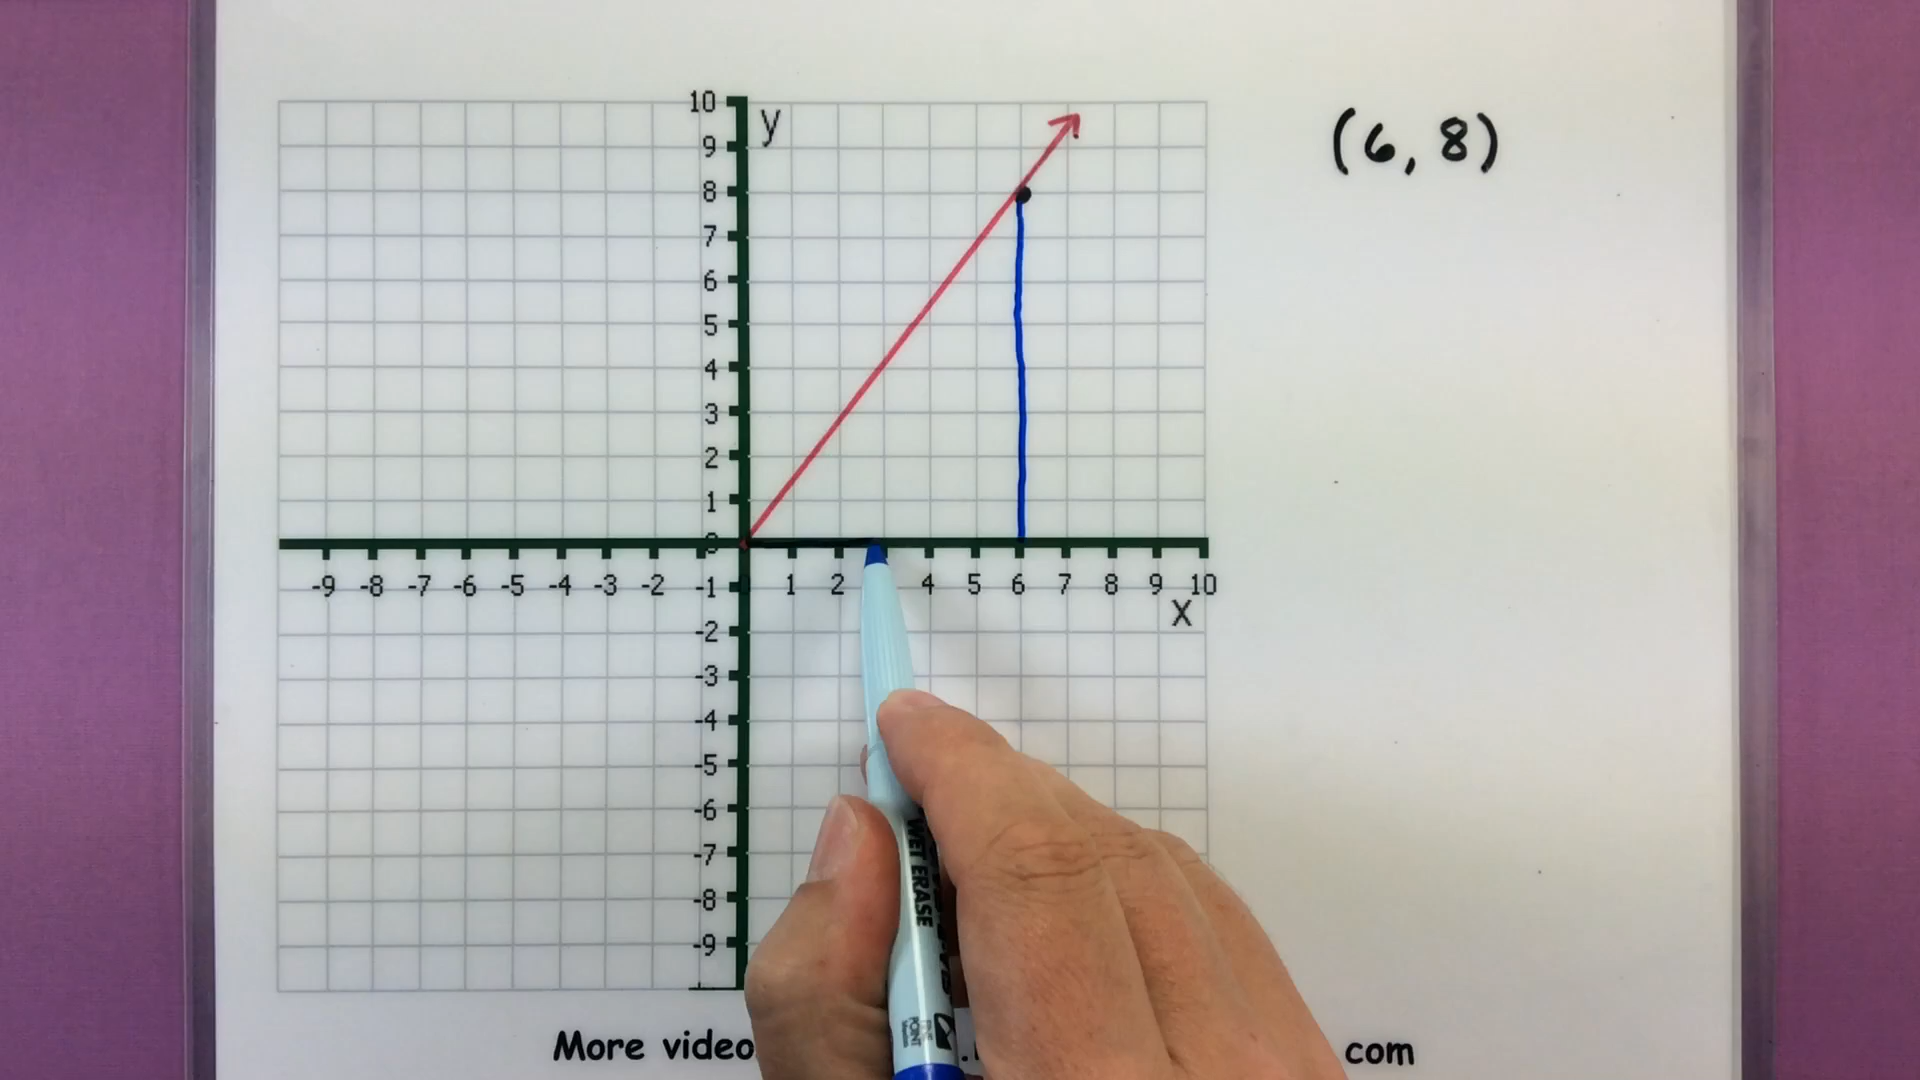 (6, 8)
y
10
9
8
7
6
5
4
3
2
1
0
-9 -8 -7 -6 -5 -4 -3 -2 -1 1 2 4 5 6 7 8 9 10
x
-2
-3
-4
-5
-6
-7
-8
-9
WET ERASE
FINE POINT
More video
com